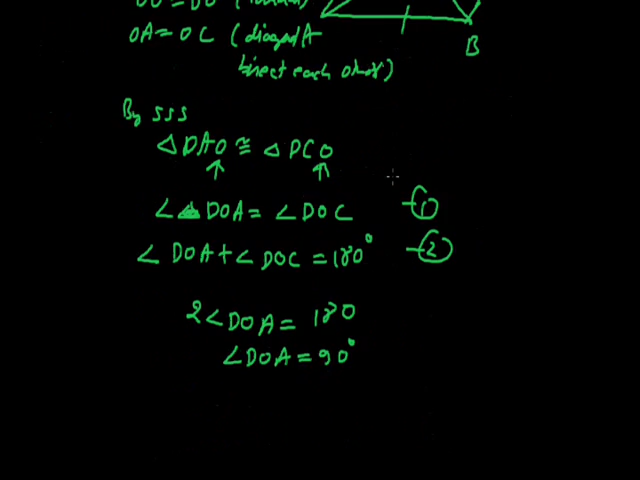 OA = OC (diagonals
B
bisect each other)
By SSS
△DAO ≅ △DCO
∠DOA = ∠DOC -①
∠DOA + ∠DOC = 180° -②
2∠DOA = 180
∠DOA = 90°